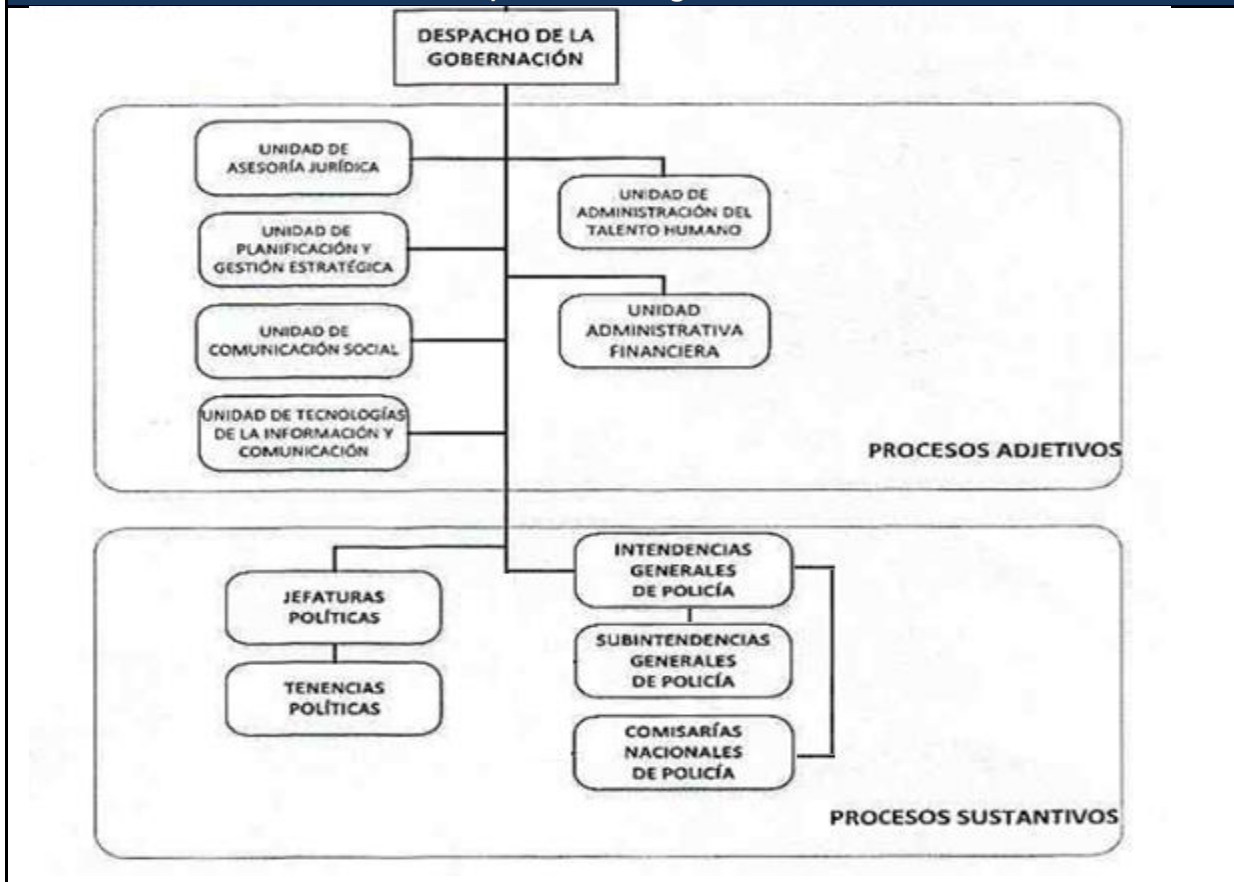 DESPACHO DE LA
GOBERNACIÓN
UNIDAD DE
ASESORÍA JURÍDICA
UNIDAD DE
ADMINISTRACIÓN DEL
TALENTO HUMANO
UNIDAD DE
PLANIFICACIÓN Y
GESTIÓN ESTRATÉGICA
UNIDAD
ADMINISTRATIVA
FINANCIERA
UNIDAD DE
COMUNICACIÓN SOCIAL
UNIDAD DE TECNOLOGÍAS
DE LA INFORMACIÓN Y
COMUNICACIÓN
PROCESOS ADJETIVOS
JEFATURAS
POLÍTICAS
TENENCIAS
POLÍTICAS
INTENDENCIAS
GENERALES
DE POLICÍA
SUBINTENDENCIAS
GENERALES
DE POLICÍA
COMISARÍAS
NACIONALES
DE POLICÍA
PROCESOS SUSTANTIVOS